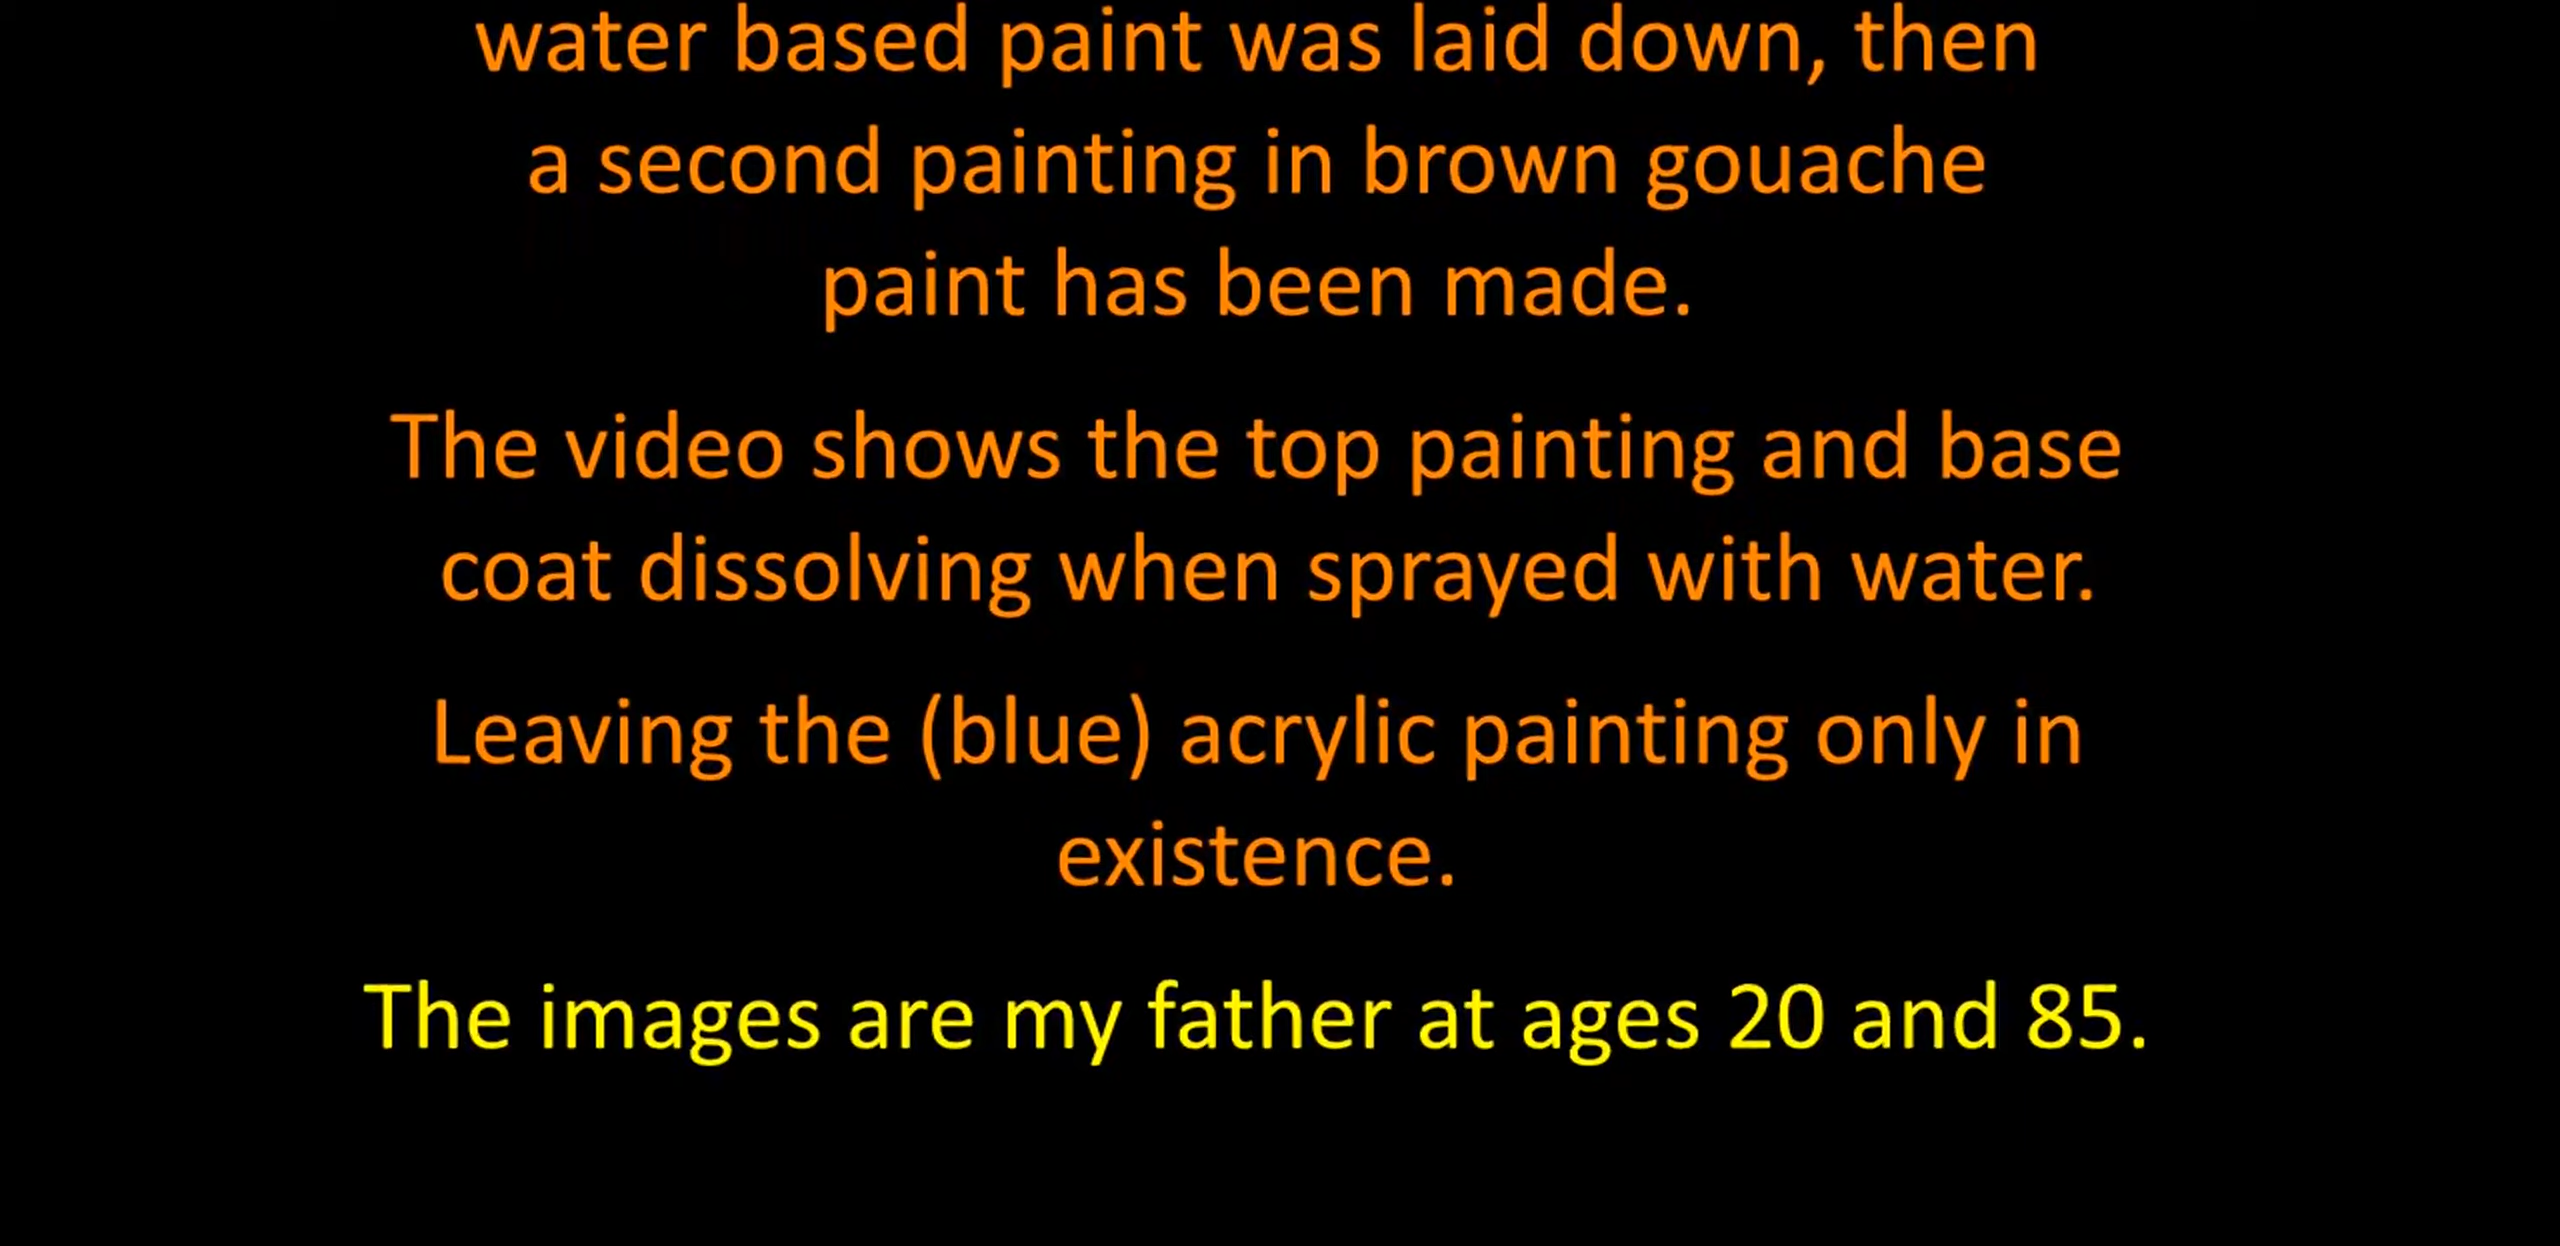 water based paint was laid down, then
a second painting in brown gouache
paint has been made.
The video shows the top painting and base
coat dissolving when sprayed with water.
Leaving the (blue) acrylic painting only in
existence.
The images are my father at ages 20 and 85.